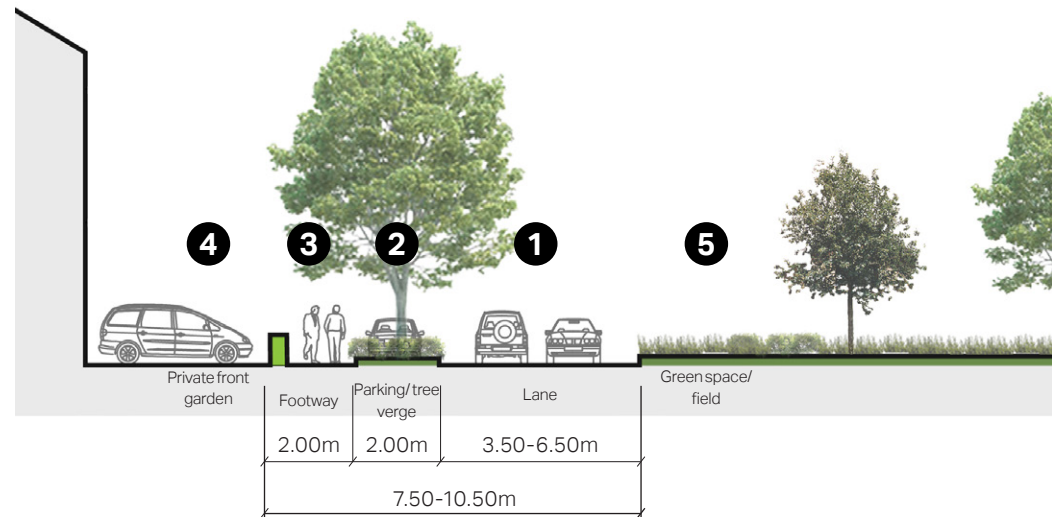 4
3
2
1
5
Private front
garden
Footway
Parking/tree
verge
Lane
Green space/
field
2.00m
2.00m
3.50-6.50m
7.50-10.50m